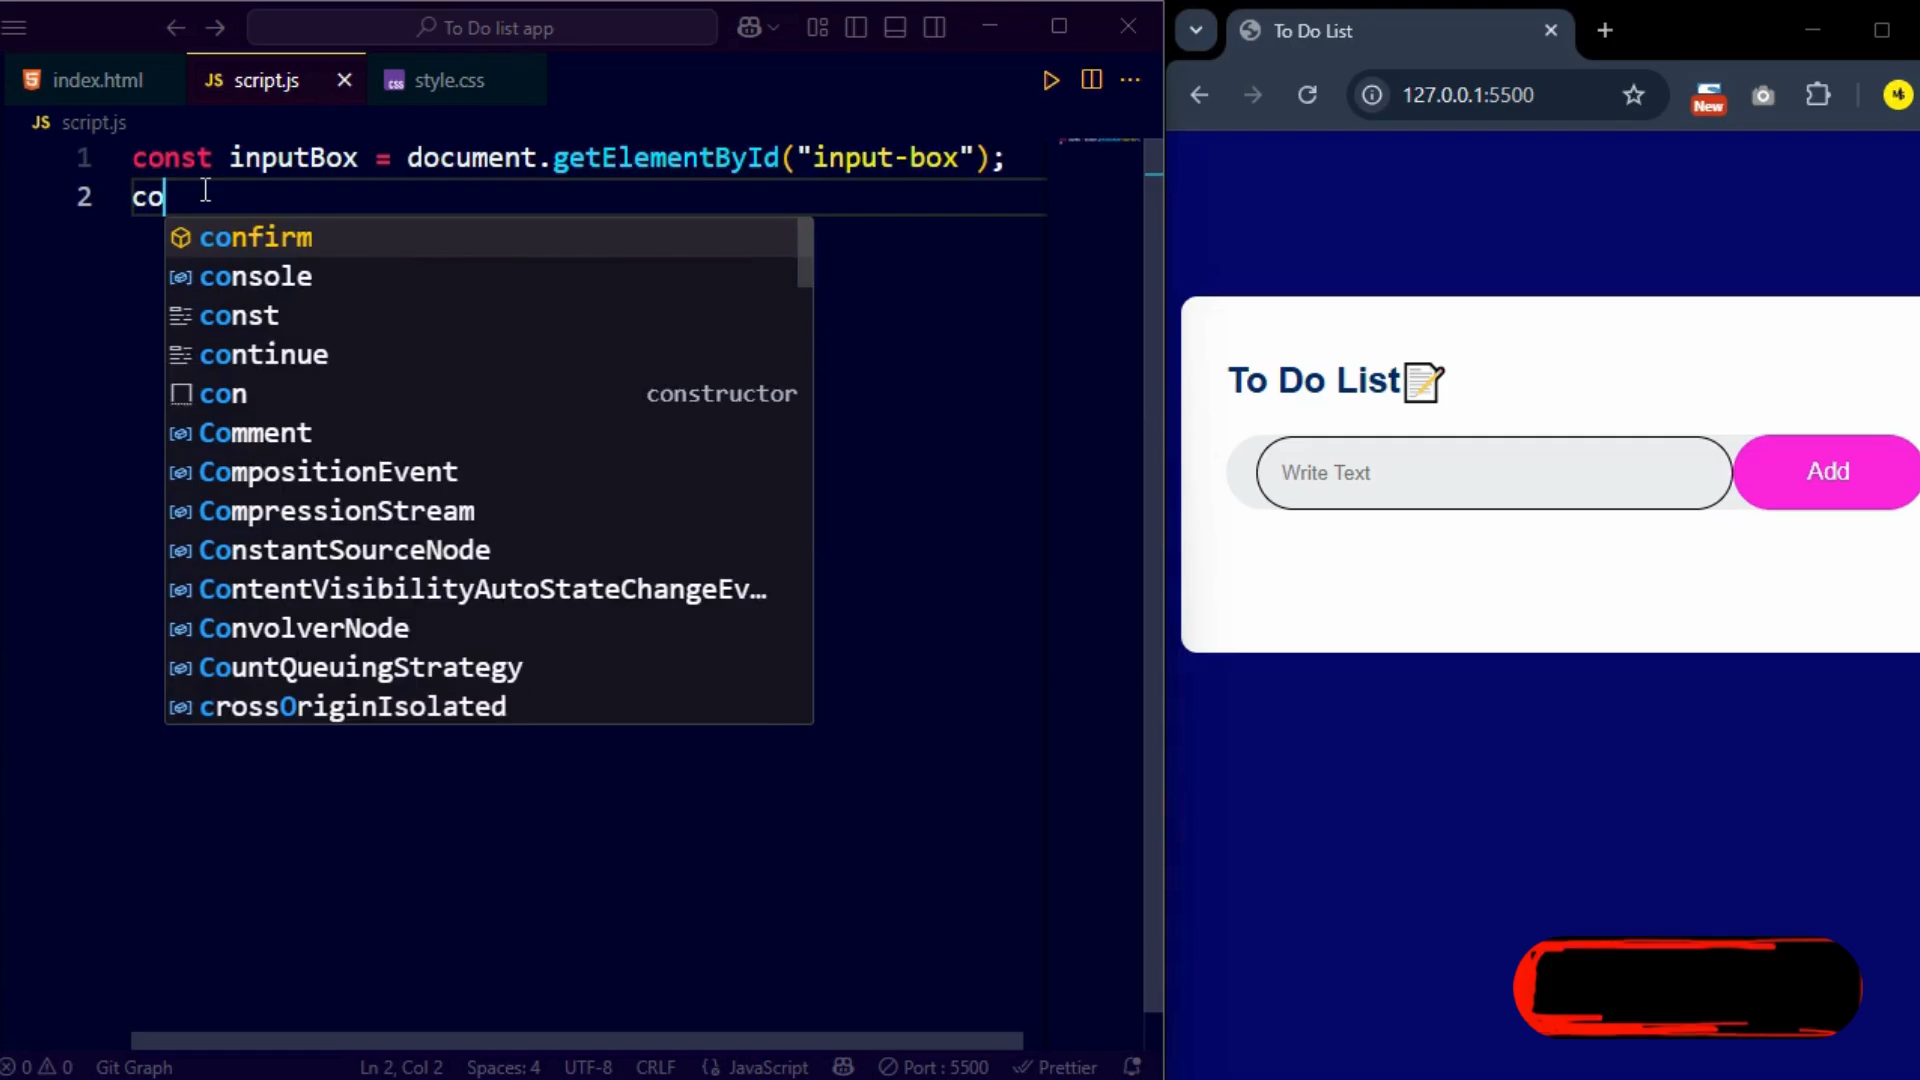 To Do list app
index.html
JS script.js
css style.css
JS script.js
1 const inputBox = document.getElementById("input-box");
2 co
confirm
console
const
continue
con constructor
Comment
CompositionEvent
CompressionStream
ConstantSourceNode
ContentVisibilityAutoStateChangeEv…
ConvolverNode
CountQueuingStrategy
crossOriginIsolated
0 0 Git Graph Ln 2, Col 2 Spaces: 4 UTF-8 CRLF {} JavaScript Port : 5500 Prettier
To Do List
127.0.0.1:5500
New
To Do List
Write Text
Add